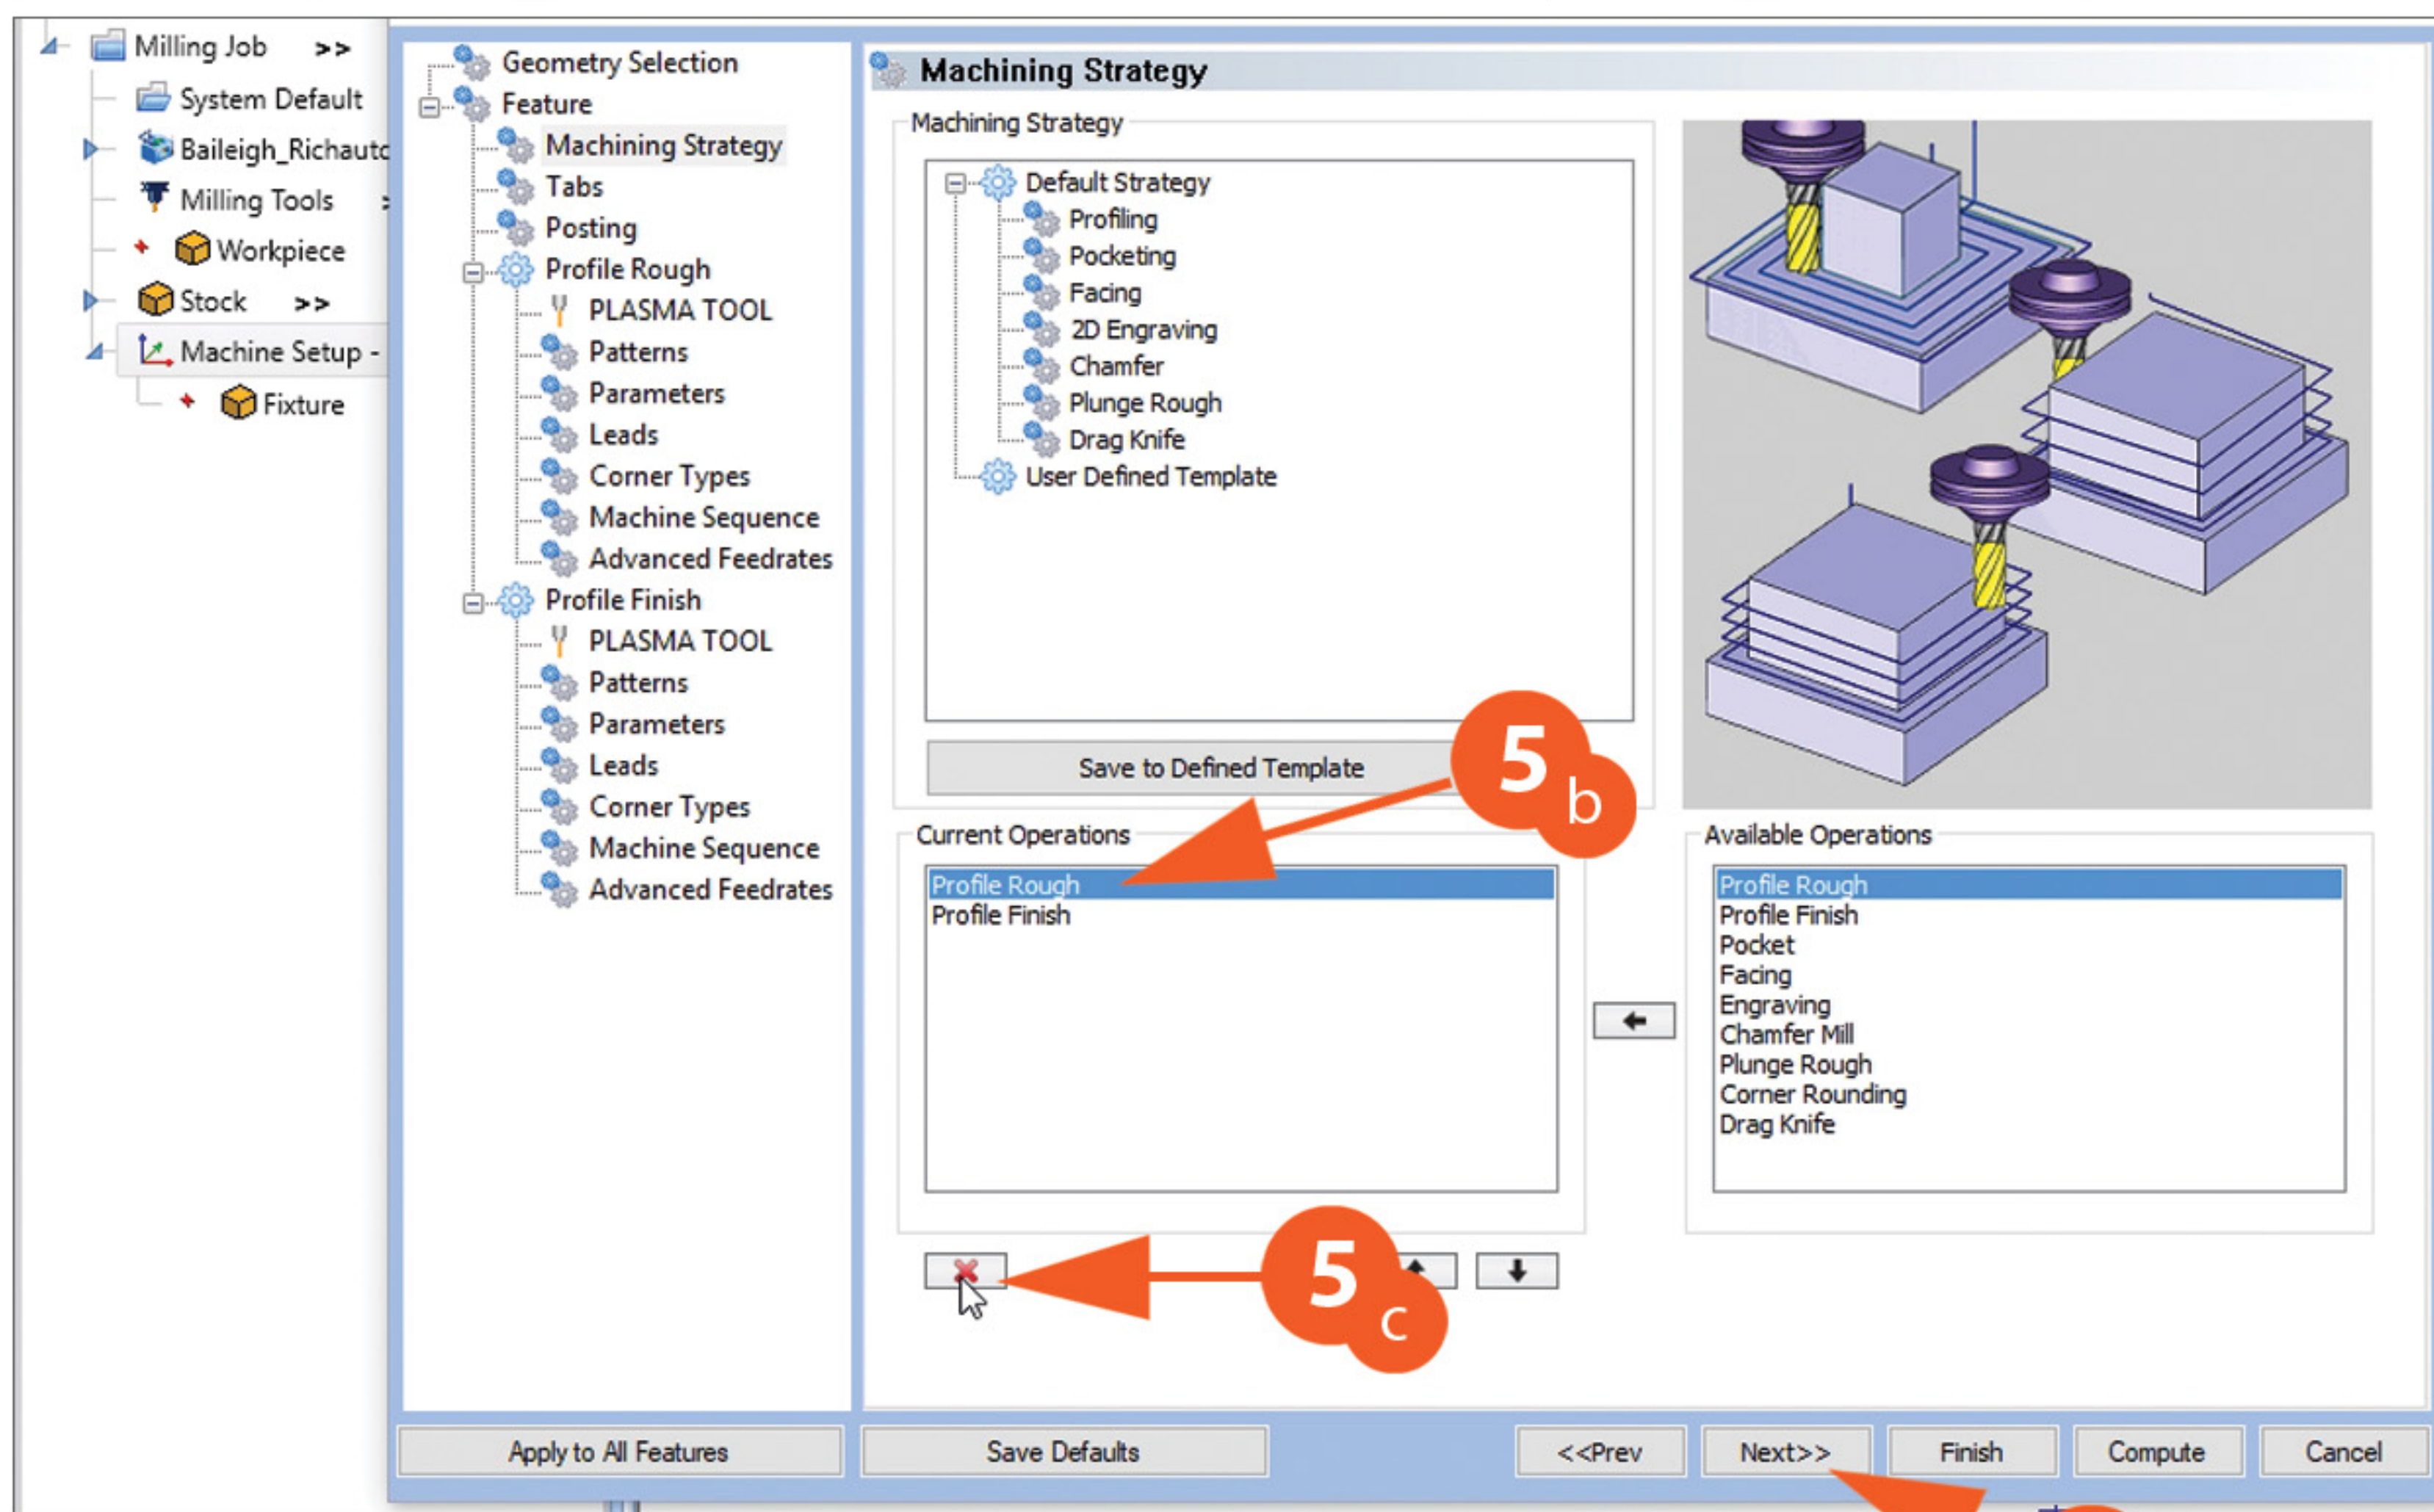 Milling Job >>
System Default
Baileigh_Richauto
Milling Tools
Workpiece
Stock >>
Machine Setup -
Fixture
Geometry Selection
Feature
Machining Strategy
Tabs
Posting
Profile Rough
PLASMA TOOL
Patterns
Parameters
Leads
Corner Types
Machine Sequence
Advanced Feedrates
Profile Finish
PLASMA TOOL
Patterns
Parameters
Leads
Corner Types
Machine Sequence
Advanced Feedrates
Machining Strategy
Machining Strategy
Default Strategy
Profiling
Pocketing
Facing
2D Engraving
Chamfer
Plunge Rough
Drag Knife
User Defined Template
Save to Defined Template
5 b
Current Operations
Profile Rough
Profile Finish
Available Operations
Profile Rough
Profile Finish
Pocket
Facing
Engraving
Chamfer Mill
Plunge Rough
Corner Rounding
Drag Knife
5 c
Apply to All Features
Save Defaults
<<Prev
Next>>
Finish
Compute
Cancel